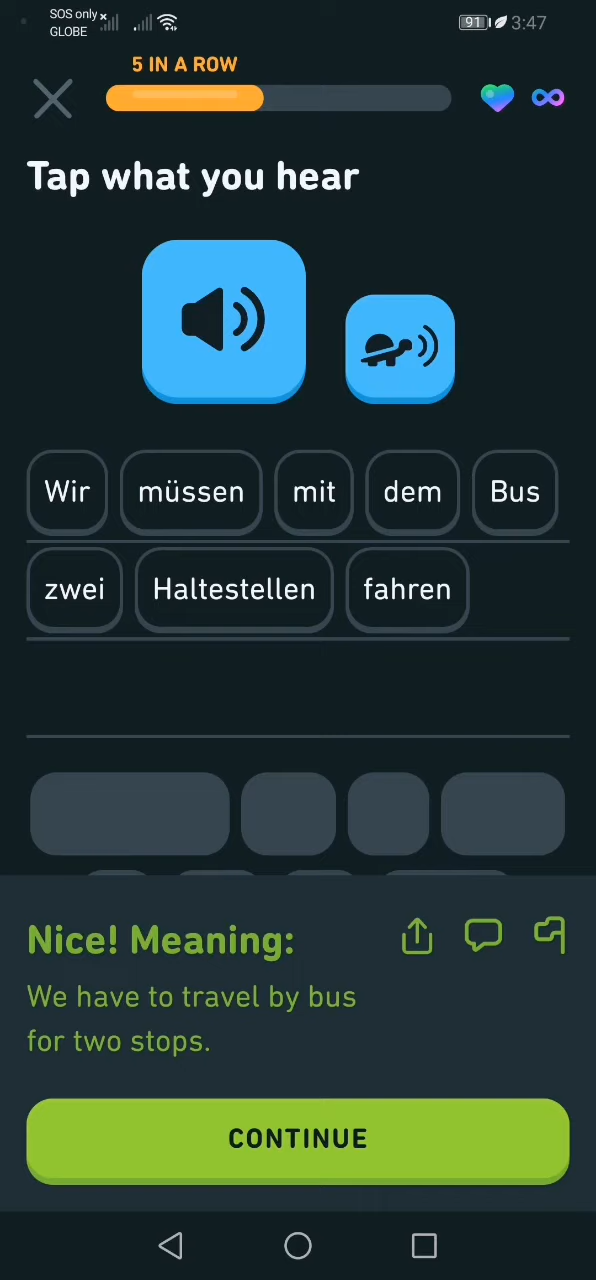 SOS only
GLOBE
91
3:47
5 IN A ROW
Tap what you hear
Wir müssen mit dem Bus
zwei Haltestellen fahren
Nice! Meaning:
We have to travel by bus
for two stops.
CONTINUE